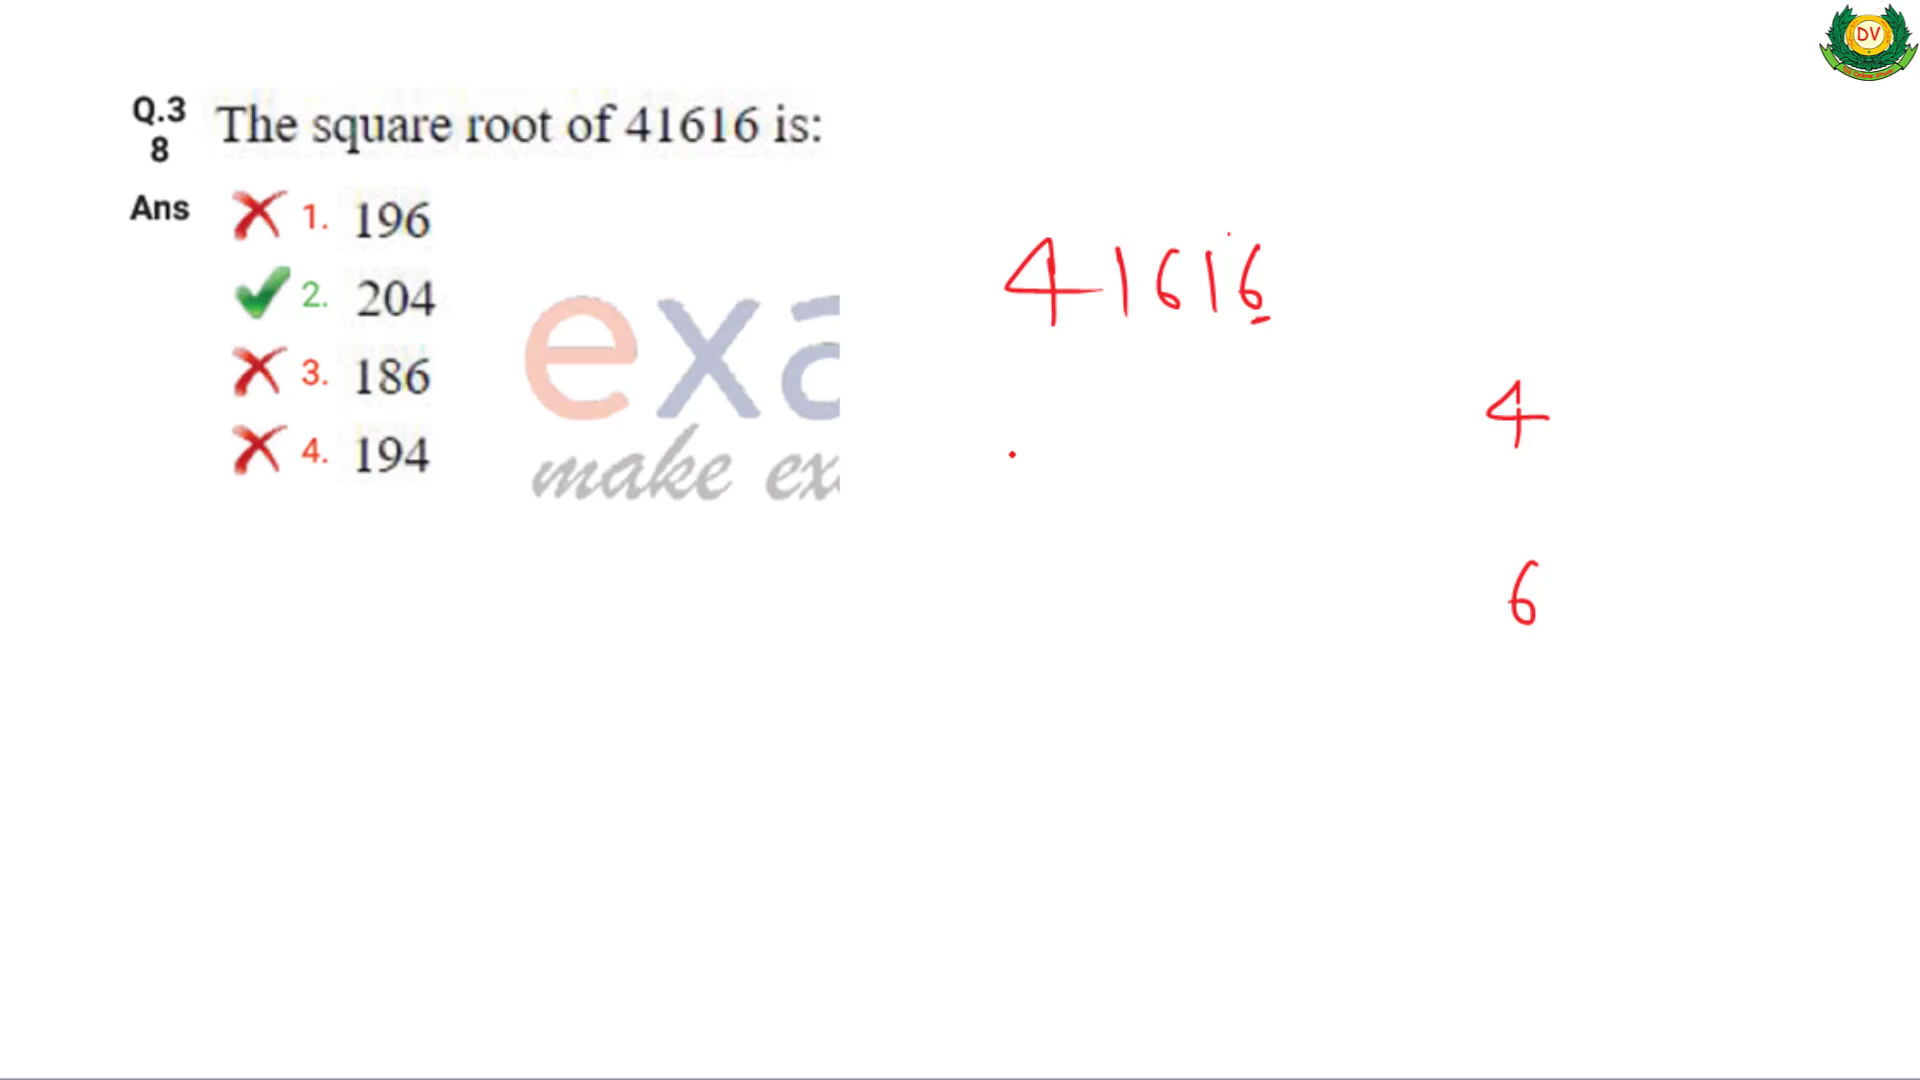 DV
Q.38 The square root of 41616 is:
Ans
1. 196
2. 204
3. 186
4. 194
exa
make ex
41616
4
6